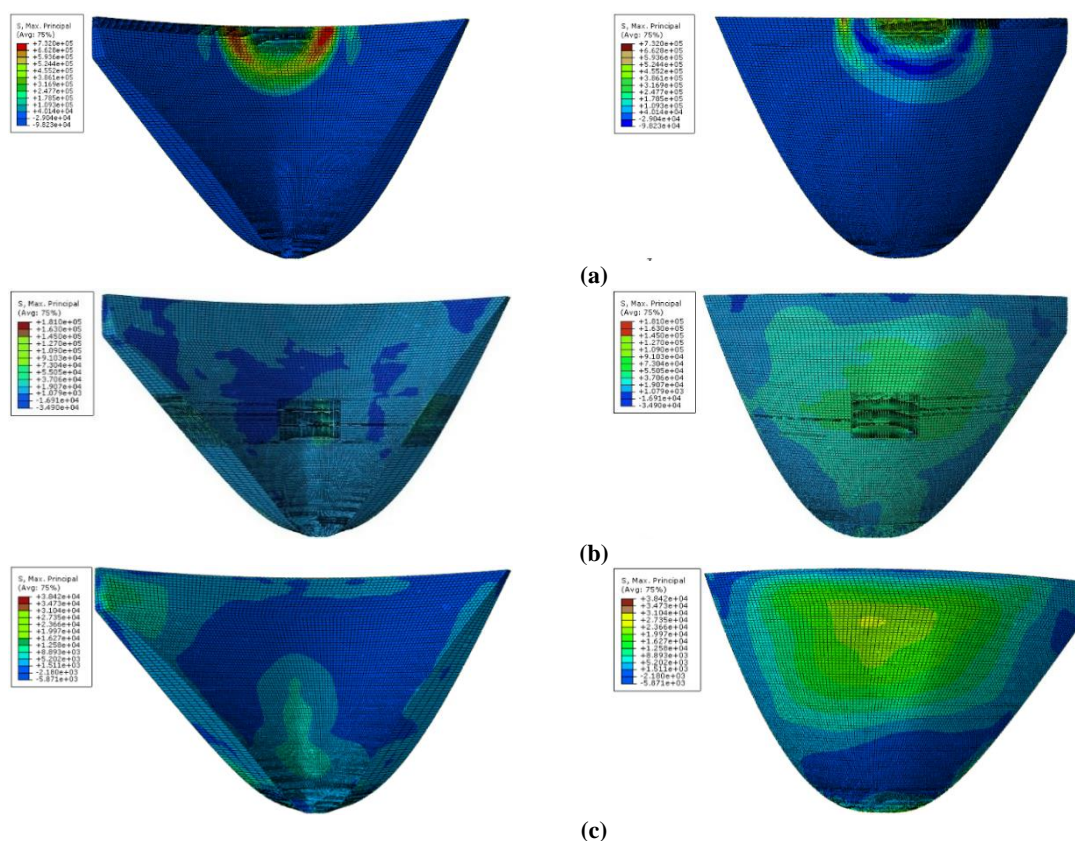 S, Max. Principal
(Avg: 75%)
+7.320e+05
+6.628e+05
+5.936e+05
+5.244e+05
+4.552e+05
+3.861e+05
+3.169e+05
+2.477e+05
+1.785e+05
+1.093e+05
+4.014e+04
-2.904e+04
-9.823e+04
S, Max. Principal
(Avg: 75%)
+7.320e+05
+6.628e+05
+5.936e+05
+5.244e+05
+4.552e+05
+3.861e+05
+3.169e+05
+2.477e+05
+1.785e+05
+1.093e+05
+4.014e+04
-2.904e+04
-9.823e+04
(a)
S, Max. Principal
(Avg: 75%)
+1.810e+05
+1.630e+05
+1.450e+05
+1.270e+05
+1.090e+05
+9.103e+04
+7.304e+04
+5.505e+04
+3.706e+04
+1.907e+04
+1.079e+03
-1.691e+04
-3.490e+04
S, Max. Principal
(Avg: 75%)
+1.810e+05
+1.630e+05
+1.450e+05
+1.270e+05
+1.090e+05
+9.103e+04
+7.304e+04
+5.505e+04
+3.706e+04
+1.907e+04
+1.079e+03
-1.691e+04
-3.490e+04
(b)
S, Max. Principal
(Avg: 75%)
+3.842e+04
+3.473e+04
+3.104e+04
+2.735e+04
+2.366e+04
+1.997e+04
+1.627e+04
+1.258e+04
+8.893e+03
+5.202e+03
+1.511e+03
-2.180e+03
-5.871e+03
S, Max. Principal
(Avg: 75%)
+3.842e+04
+3.473e+04
+3.104e+04
+2.735e+04
+2.366e+04
+1.997e+04
+1.627e+04
+1.258e+04
+8.893e+03
+5.202e+03
+1.511e+03
-2.180e+03
-5.871e+03
(c)